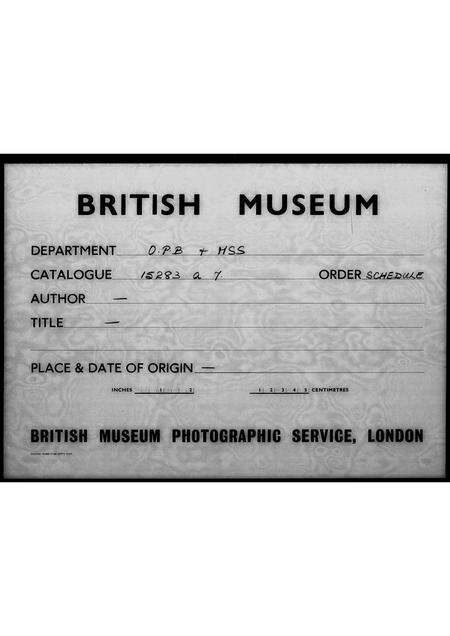 BRITISH MUSEUM
DEPARTMENT O.P.B + MSS
CATALOGUE 15283 a 7. ORDER SCHEDULE
AUTHOR —
TITLE —
PLACE & DATE OF ORIGIN —
INCHES 1 2 1 2 3 4 5 CENTIMETRES
BRITISH MUSEUM PHOTOGRAPHIC SERVICE, LONDON